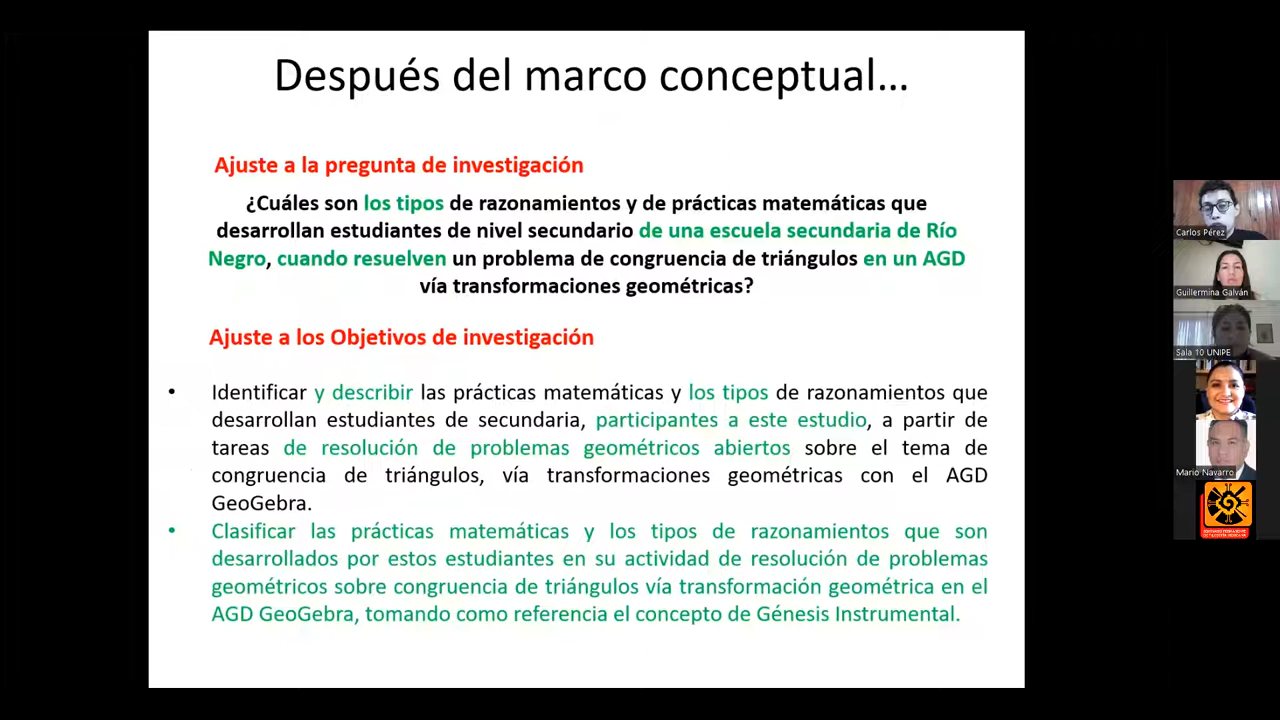 Después del marco conceptual...
Ajuste a la pregunta de investigación
¿Cuáles son los tipos de razonamientos y de prácticas matemáticas que
desarrollan estudiantes de nivel secundario de una escuela secundaria de Río
Negro, cuando resuelven un problema de congruencia de triángulos en un AGD
vía transformaciones geométricas?
Ajuste a los Objetivos de investigación
• Identificar y describir las prácticas matemáticas y los tipos de razonamientos que
desarrollan estudiantes de secundaria, participantes a este estudio, a partir de
tareas de resolución de problemas geométricos abiertos sobre el tema de
congruencia de triángulos, vía transformaciones geométricas con el AGD
GeoGebra.
• Clasificar las prácticas matemáticas y los tipos de razonamientos que son
desarrollados por estos estudiantes en su actividad de resolución de problemas
geométricos sobre congruencia de triángulos vía transformación geométrica en el
AGD GeoGebra, tomando como referencia el concepto de Génesis Instrumental.
Carlos Pérez
Guillermina Galván
Sala 10 UNIPE
Mario Navarro